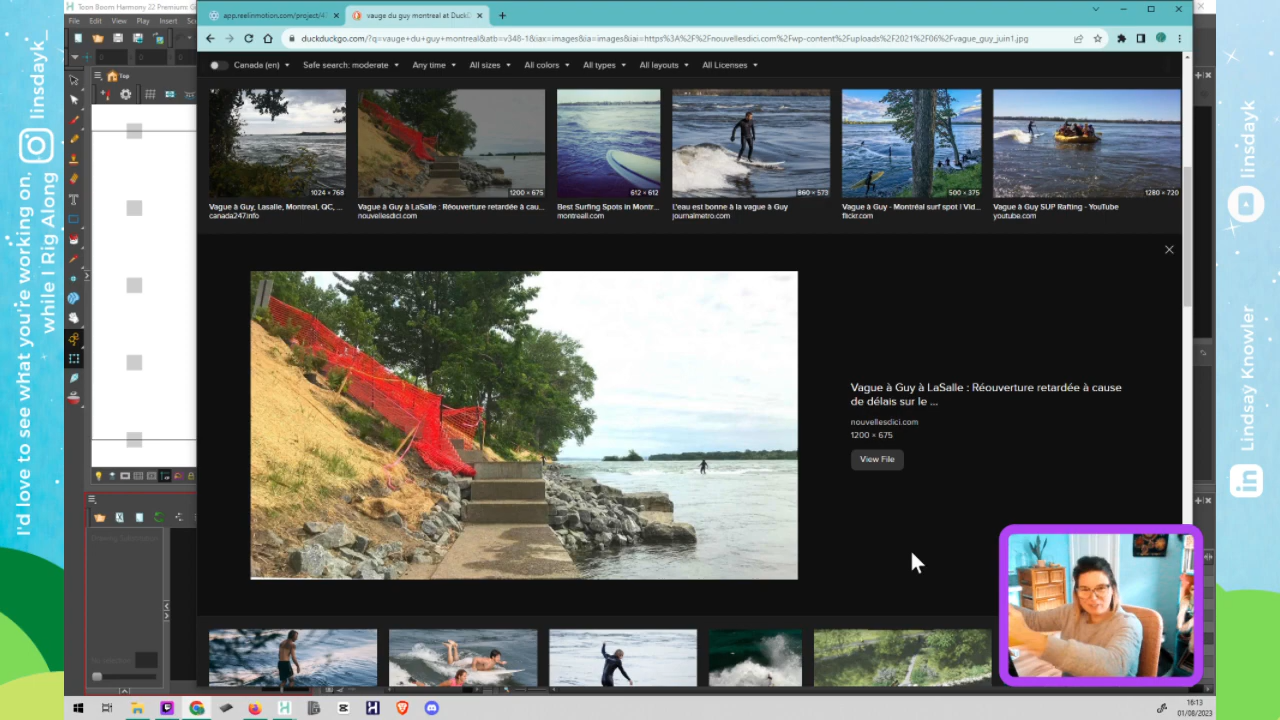 Toon Boom Harmony 22 Premium: G
File Edit View Play Insert Sce
app.reelinmotion.com/project/4
vauge du guy montreal at DuckD
duckduckgo.com/?q=vauge+du+guy+montreal&atb=v348-1&iax=images&ia=images&iai=https%3A%2F%2Fnouvellesdici.com%2Fwp-content%2Fuploads%2F2021%2F06%2Fvague_guy_juin1.jpg
Canada (en) Safe search: moderate Any time All sizes All colors All types All layouts All Licenses
Top
1024 × 768
1200 × 675
612 × 612
860 × 573
500 × 375
1280 × 720
Vague à Guy, Lasalle, Montreal, QC, ...
canada247.info
Vague à Guy à LaSalle : Réouverture retardée à cau...
nouvellesdici.com
Best Surfing Spots in Montr...
montreall.com
L'eau est bonne à la vague à Guy
journalmetro.com
Vague à Guy - Montréal surf spot | Vid...
flickr.com
Vague à Guy SUP Rafting - YouTube
youtube.com
Vague à Guy à LaSalle : Réouverture retardée à cause
de délais sur le ...
nouvellesdici.com
1200 × 675
View File
I'd love to see what you're working on,
while I Rig Along
linsdayk_
linsdayk
Lindsay Knowler
in
Drawing Substitution
No selection
16:13
01/08/2023